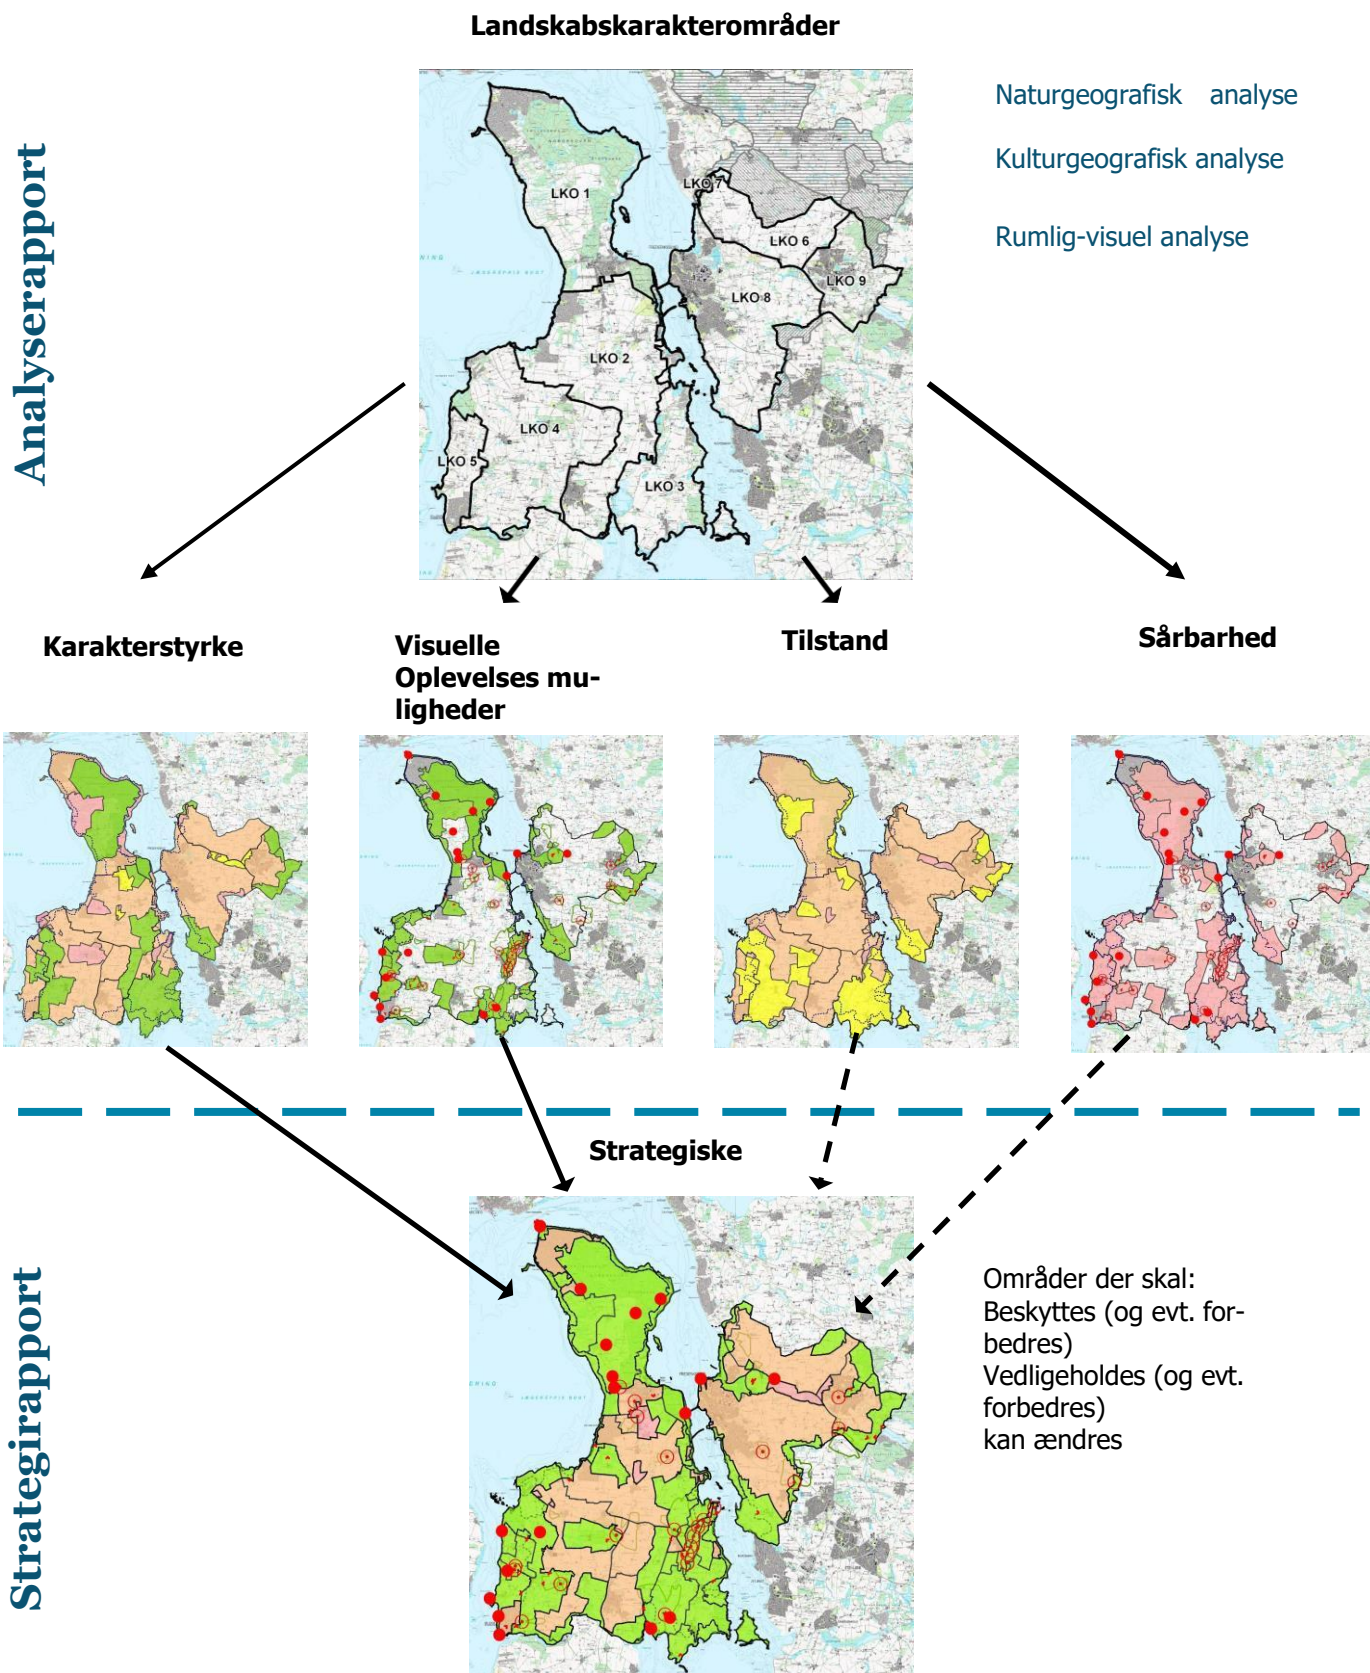 Landskabskarakterområder
Analyserapport
Naturgeografisk analyse
Kulturgeografisk analyse
Rumlig-visuel analyse
LKO 1
LKO 7
LKO 6
LKO 9
LKO 8
LKO 2
LKO 4
LKO 5
LKO 3
Karakterstyrke
Visuelle
Oplevelses mu-
ligheder
Tilstand
Sårbarhed
Strategiske
Strategirapport
Områder der skal:
Beskyttes (og evt. for-
bedres)
Vedligeholdes (og evt.
forbedres)
kan ændres